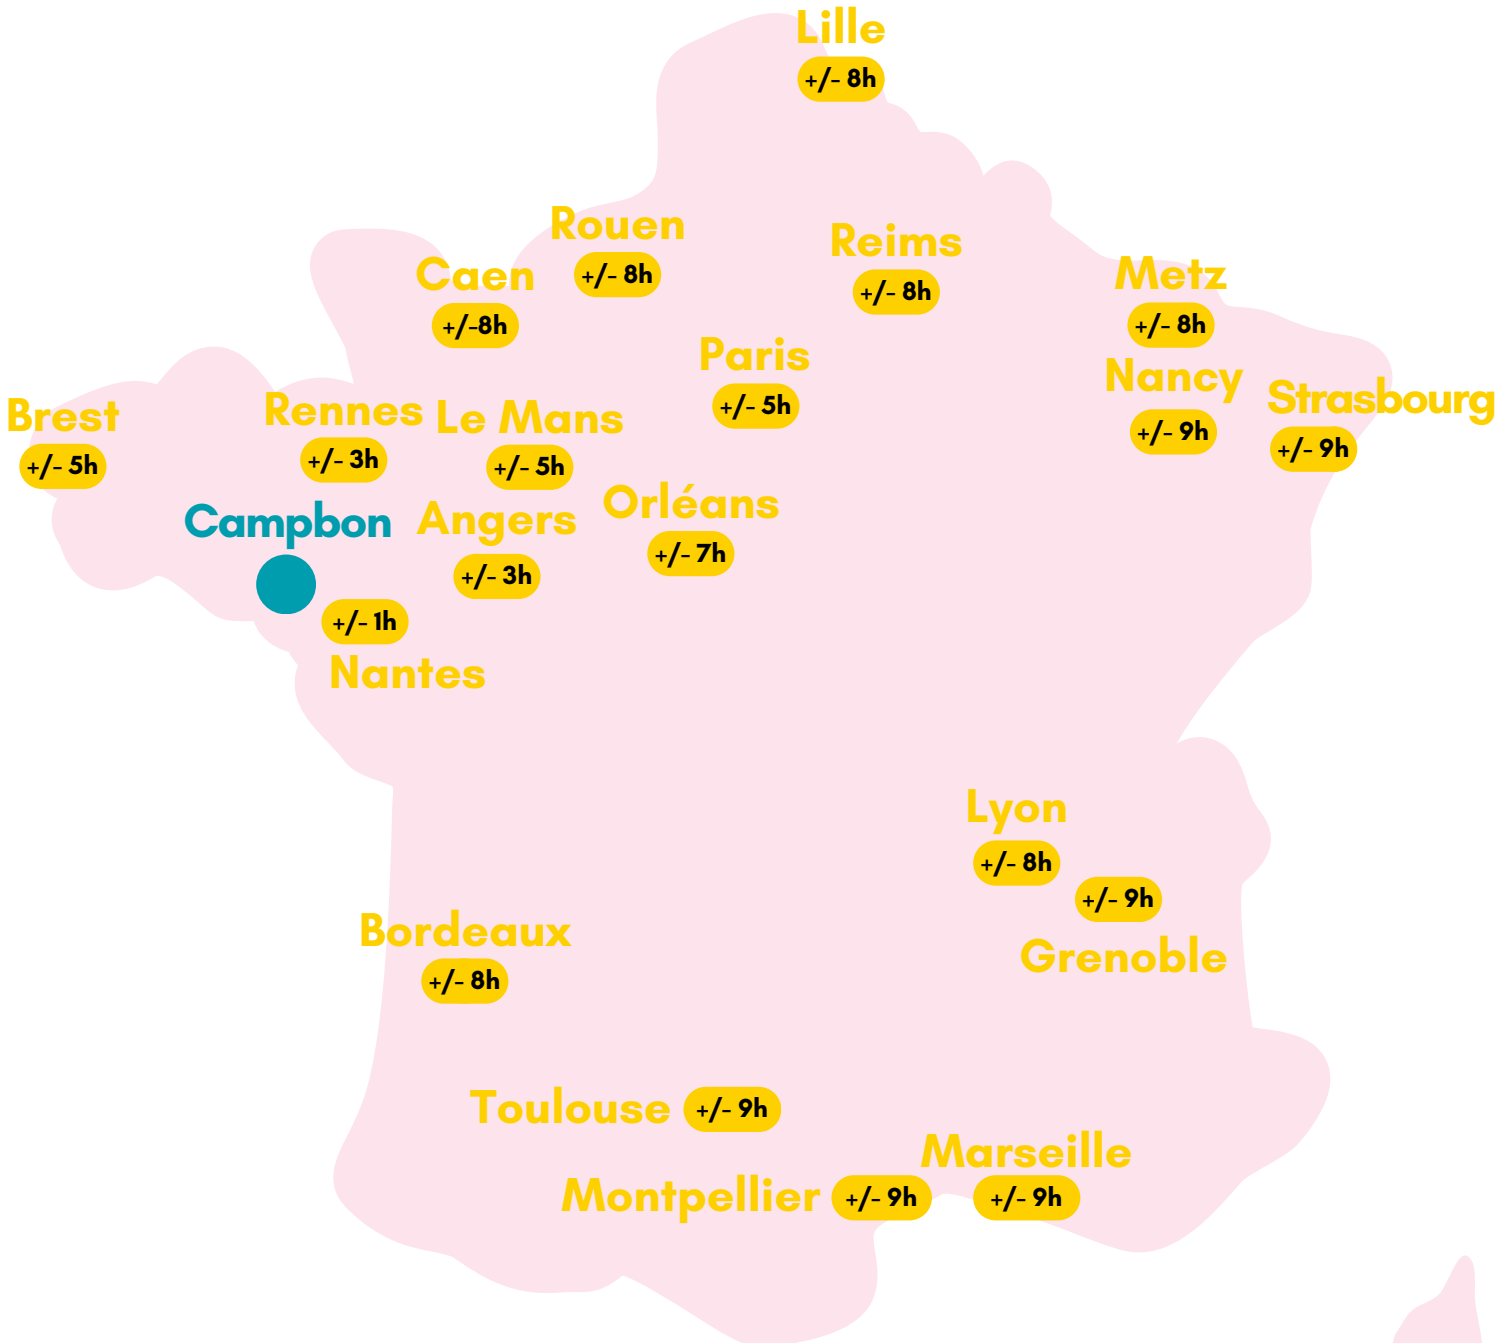 Lille
+/- 8h
Rouen
+/- 8h
Reims
+/- 8h
Caen
+/-8h
Metz
+/- 8h
Paris
+/- 5h
Nancy
+/- 9h
Strasbourg
+/- 9h
Brest
+/- 5h
Rennes
+/- 3h
Le Mans
+/- 5h
Orléans
+/- 7h
Campbon
Angers
+/- 3h
+/- 1h
Nantes
Lyon
+/- 8h
+/- 9h
Grenoble
Bordeaux
+/- 8h
Toulouse +/- 9h
Marseille
+/- 9h
Montpellier +/- 9h